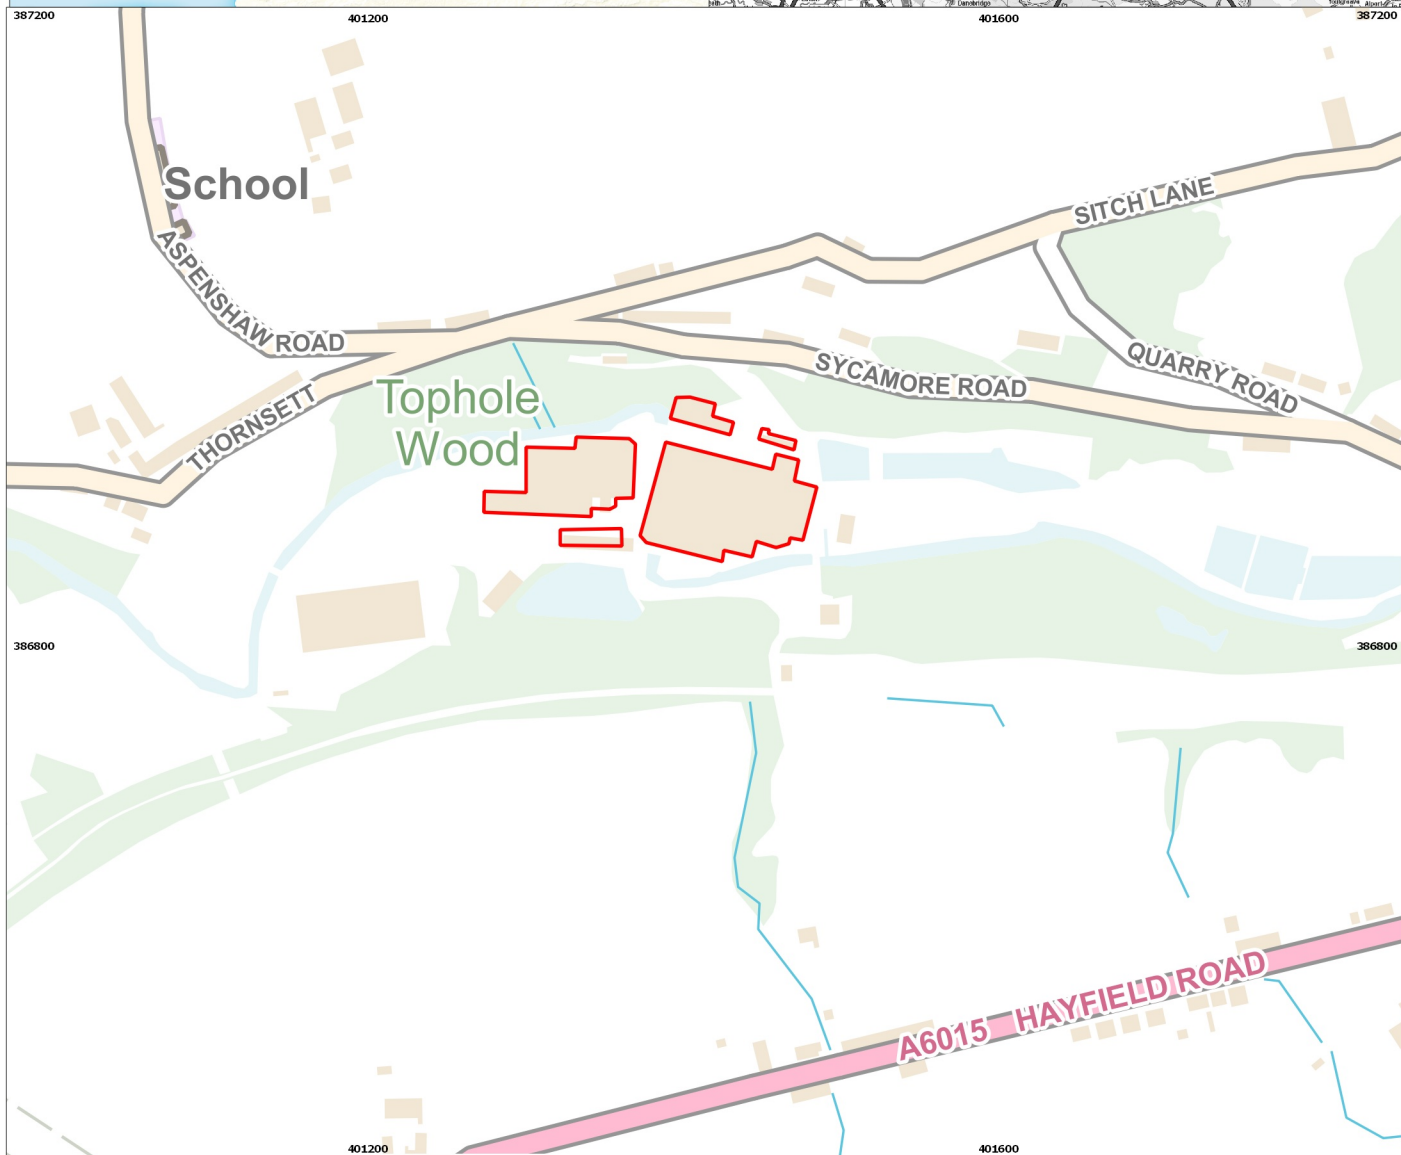 Danebridge
387200
401200
401600
387200
School
SITCH LANE
ASPENSHAW ROAD
QUARRY ROAD
SYCAMORE ROAD
Tophole
Wood
THORNSETT
386800
386800
A6015 HAYFIELD ROAD
401200
401600